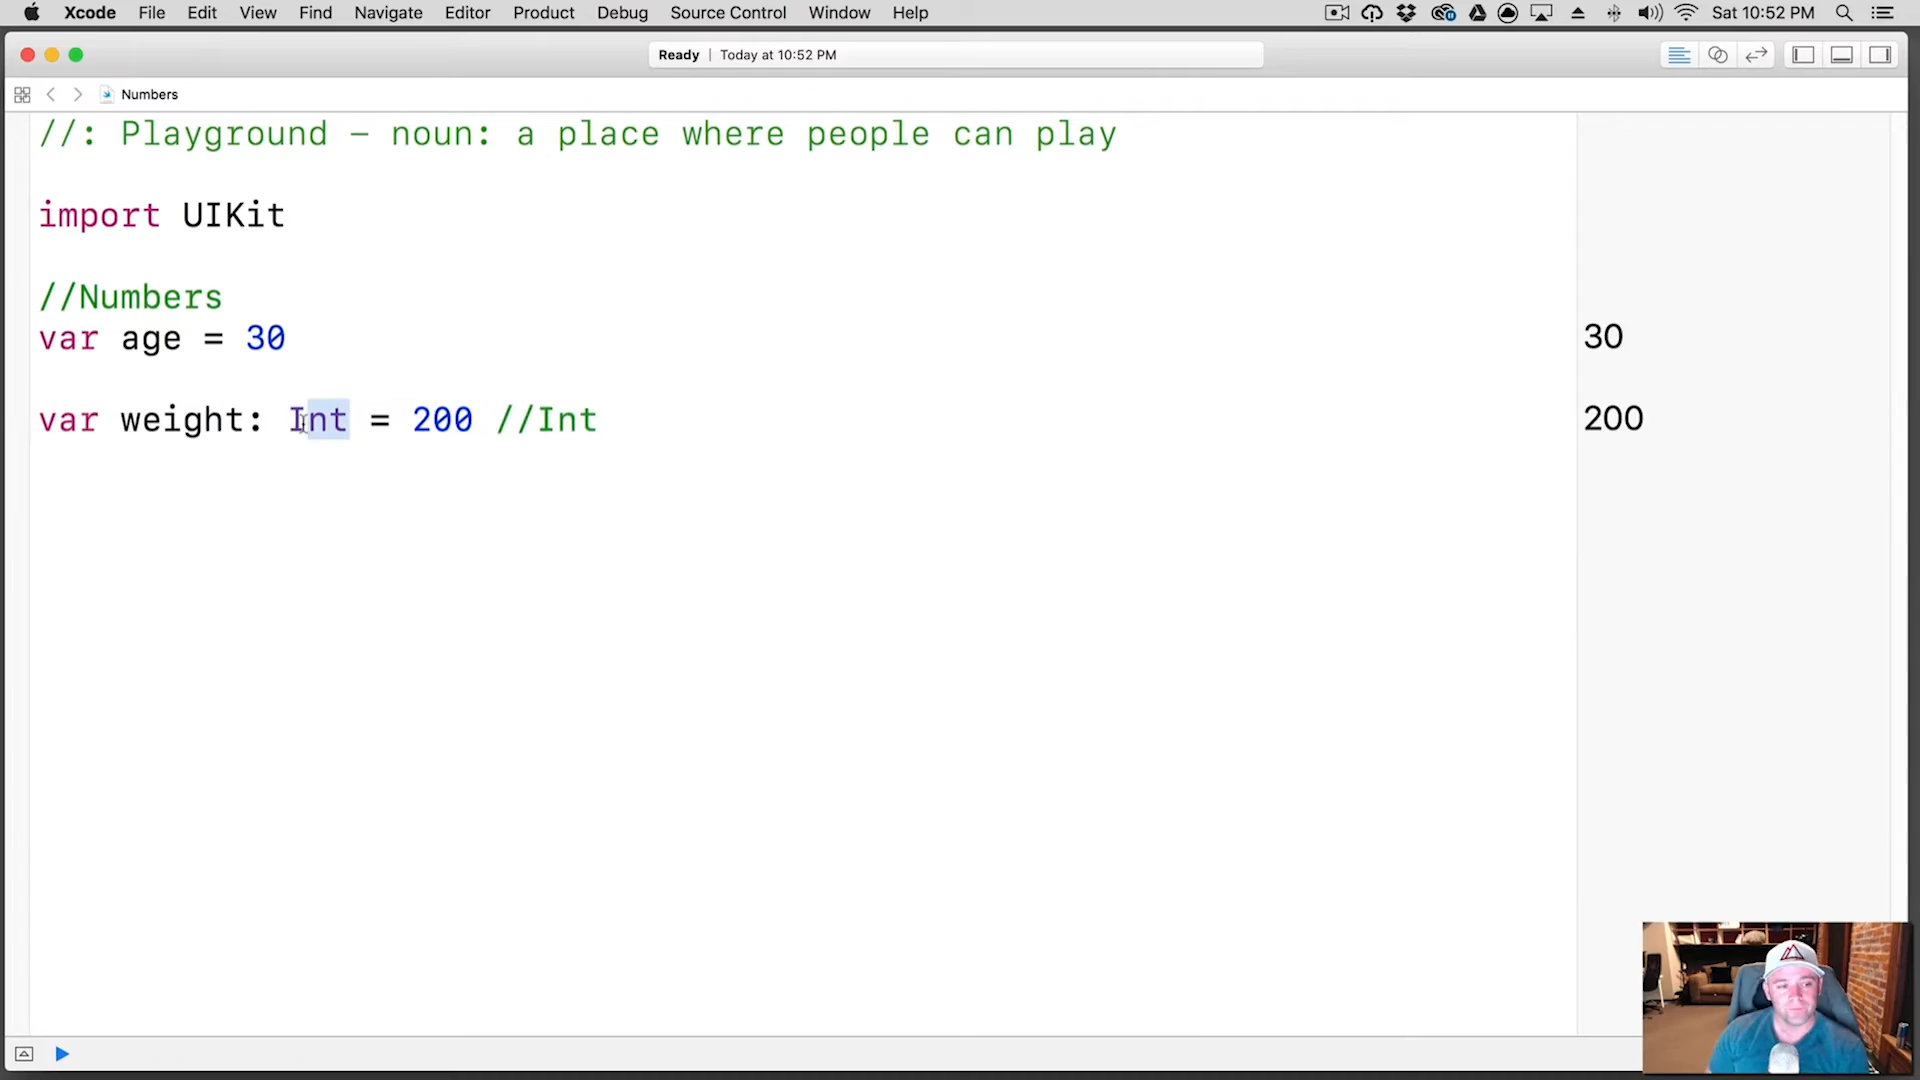 Xcode File Edit View Find Navigate Editor Product Debug Source Control Window Help Sat 10:52 PM
Ready | Today at 10:52 PM
Numbers
//: Playground – noun: a place where people can play
import UIKit
//Numbers
var age = 30 30
var weight: Int = 200 //Int 200